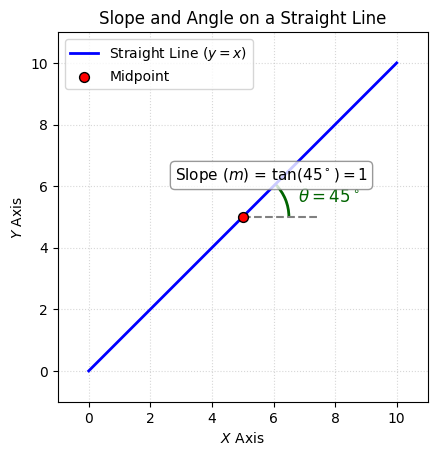 Slope and Angle on a Straight Line
Straight Line (y = x)
Midpoint
Slope (m) = tan(45°) = 1
θ = 45°
Y Axis
10
8
6
4
2
0
0 2 4 6 8 10
X Axis